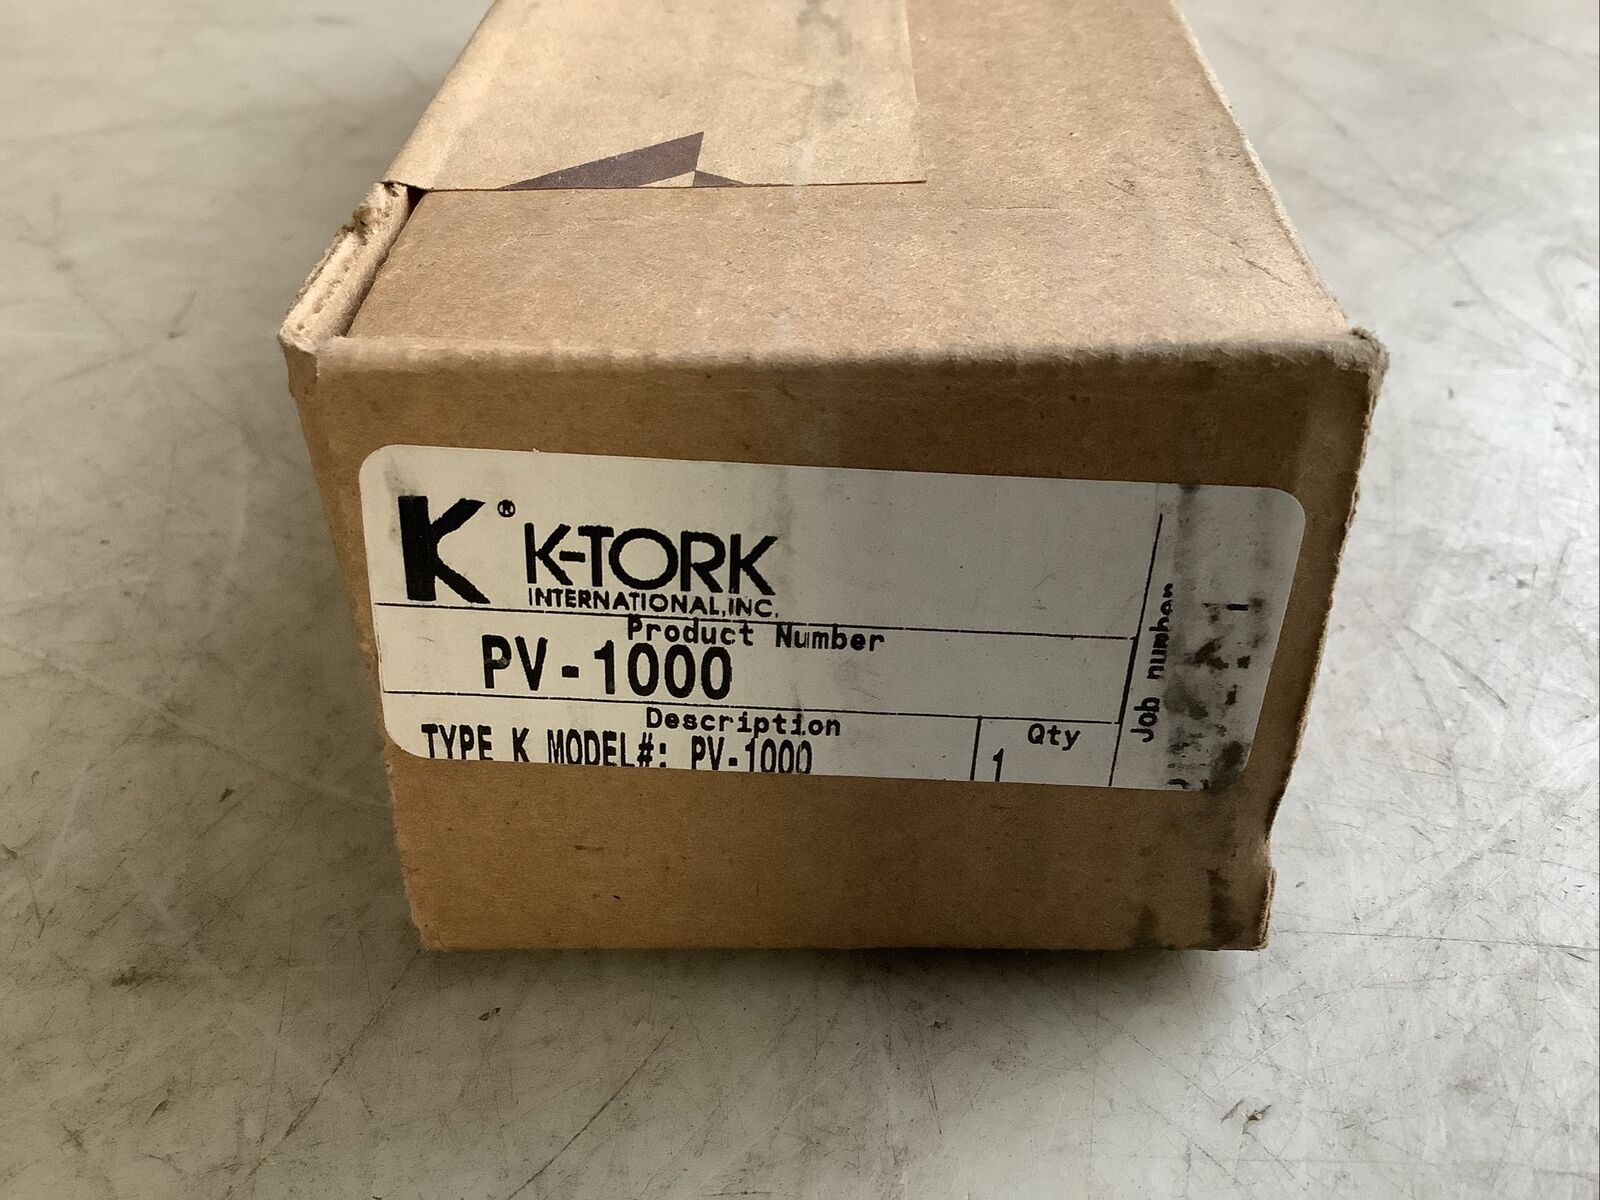 K® K-TORK
INTERNATIONAL, INC.
Product Number
PV-1000
Description
TYPE K MODEL#: PV-1000
Qty
1
Job number